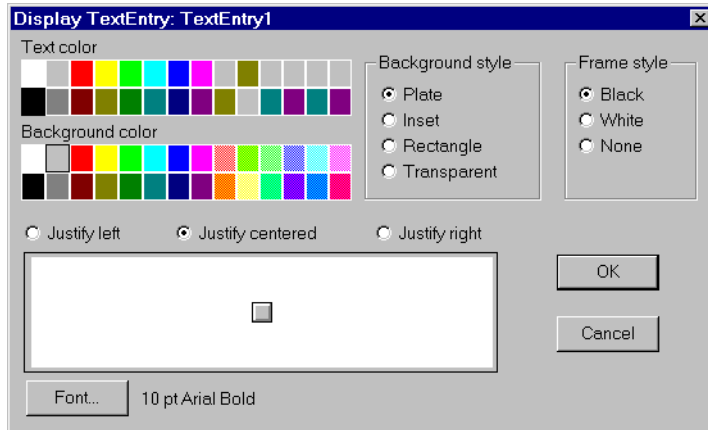 Display TextEntry: TextEntry1
Text color
Background color
Background style
Plate
Inset
Rectangle
Transparent
Frame style
Black
White
None
Justify left
Justify centered
Justify right
OK
Cancel
Font...
10 pt Arial Bold